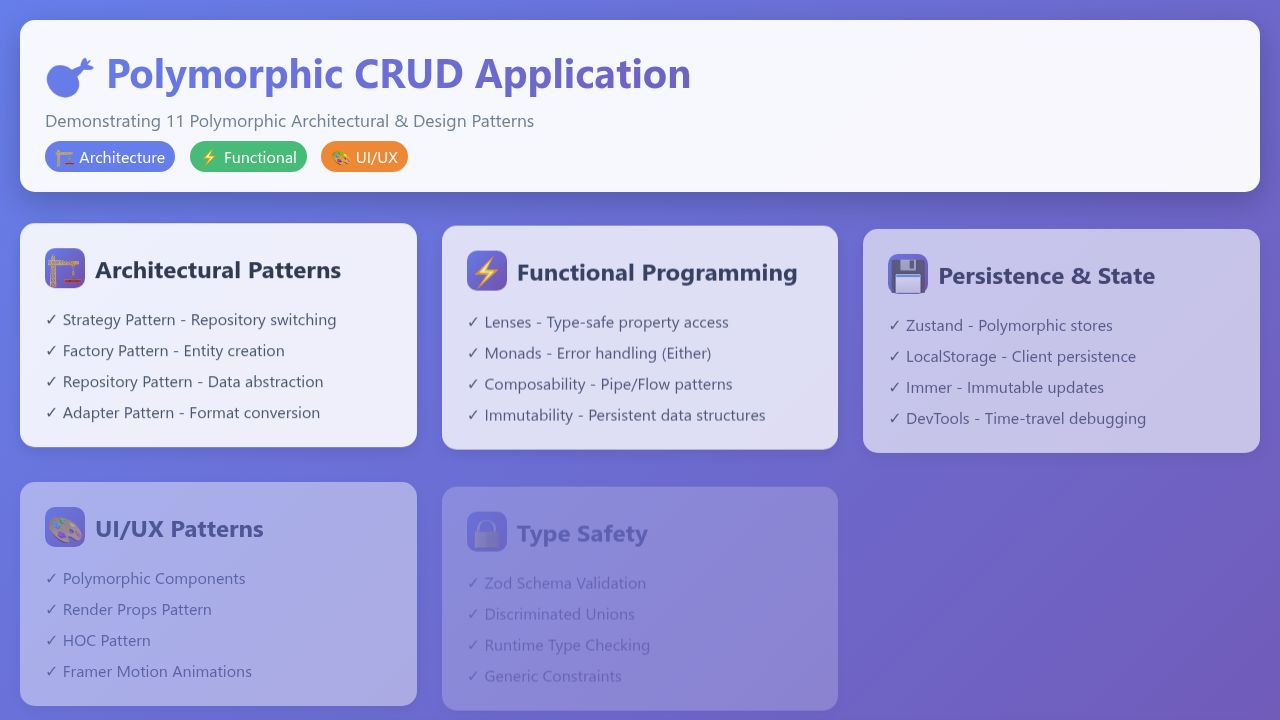 Polymorphic CRUD Application
Demonstrating 11 Polymorphic Architectural & Design Patterns
Architecture
Functional
UI/UX
Architectural Patterns
✓ Strategy Pattern - Repository switching
✓ Factory Pattern - Entity creation
✓ Repository Pattern - Data abstraction
✓ Adapter Pattern - Format conversion
Functional Programming
✓ Lenses - Type-safe property access
✓ Monads - Error handling (Either)
✓ Composability - Pipe/Flow patterns
✓ Immutability - Persistent data structures
Persistence & State
✓ Zustand - Polymorphic stores
✓ LocalStorage - Client persistence
✓ Immer - Immutable updates
✓ DevTools - Time-travel debugging
UI/UX Patterns
✓ Polymorphic Components
✓ Render Props Pattern
✓ HOC Pattern
✓ Framer Motion Animations
Type Safety
✓ Zod Schema Validation
✓ Discriminated Unions
✓ Runtime Type Checking
✓ Generic Constraints